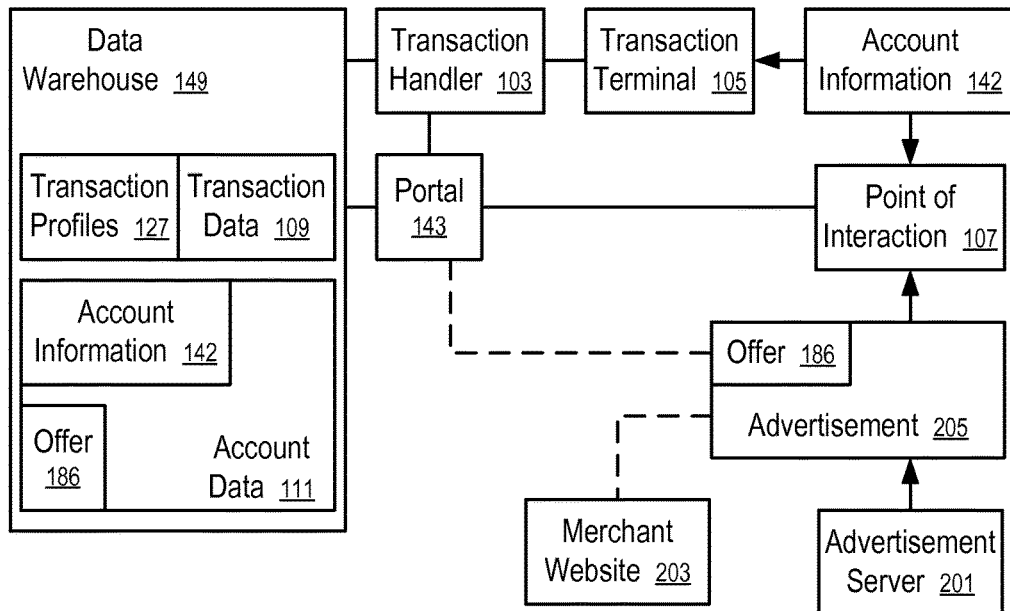 Data
Warehouse 149
Transaction
Handler 103
Transaction
Terminal 105
Account
Information 142
Transaction
Profiles 127
Transaction
Data 109
Portal
143
Point of
Interaction 107
Account
Information 142
Offer
186
Account
Data 111
Offer 186
Advertisement 205
Merchant
Website 203
Advertisement
Server 201